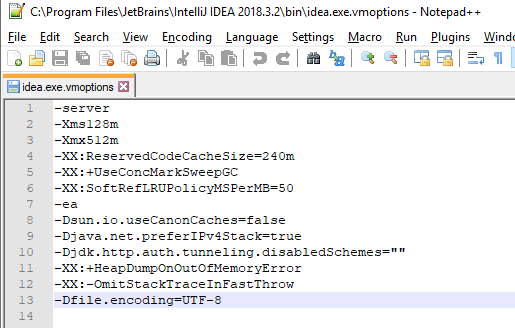 C:\Program Files\JetBrains\IntelliJ IDEA 2018.3.2\bin\idea.exe.vmoptions - Notepad++
File Edit Search View Encoding Language Settings Macro Run Plugins Windo
idea.exe.vmoptions
1 -server
2 -Xms128m
3 -Xmx512m
4 -XX:ReservedCodeCacheSize=240m
5 -XX:+UseConcMarkSweepGC
6 -XX:SoftRefLRUPolicyMSPerMB=50
7 -ea
8 -Dsun.io.useCanonCaches=false
9 -Djava.net.preferIPv4Stack=true
10 -Djdk.http.auth.tunneling.disabledSchemes=""
11 -XX:+HeapDumpOnOutOfMemoryError
12 -XX:-OmitStackTraceInFastThrow
13 -Dfile.encoding=UTF-8
14